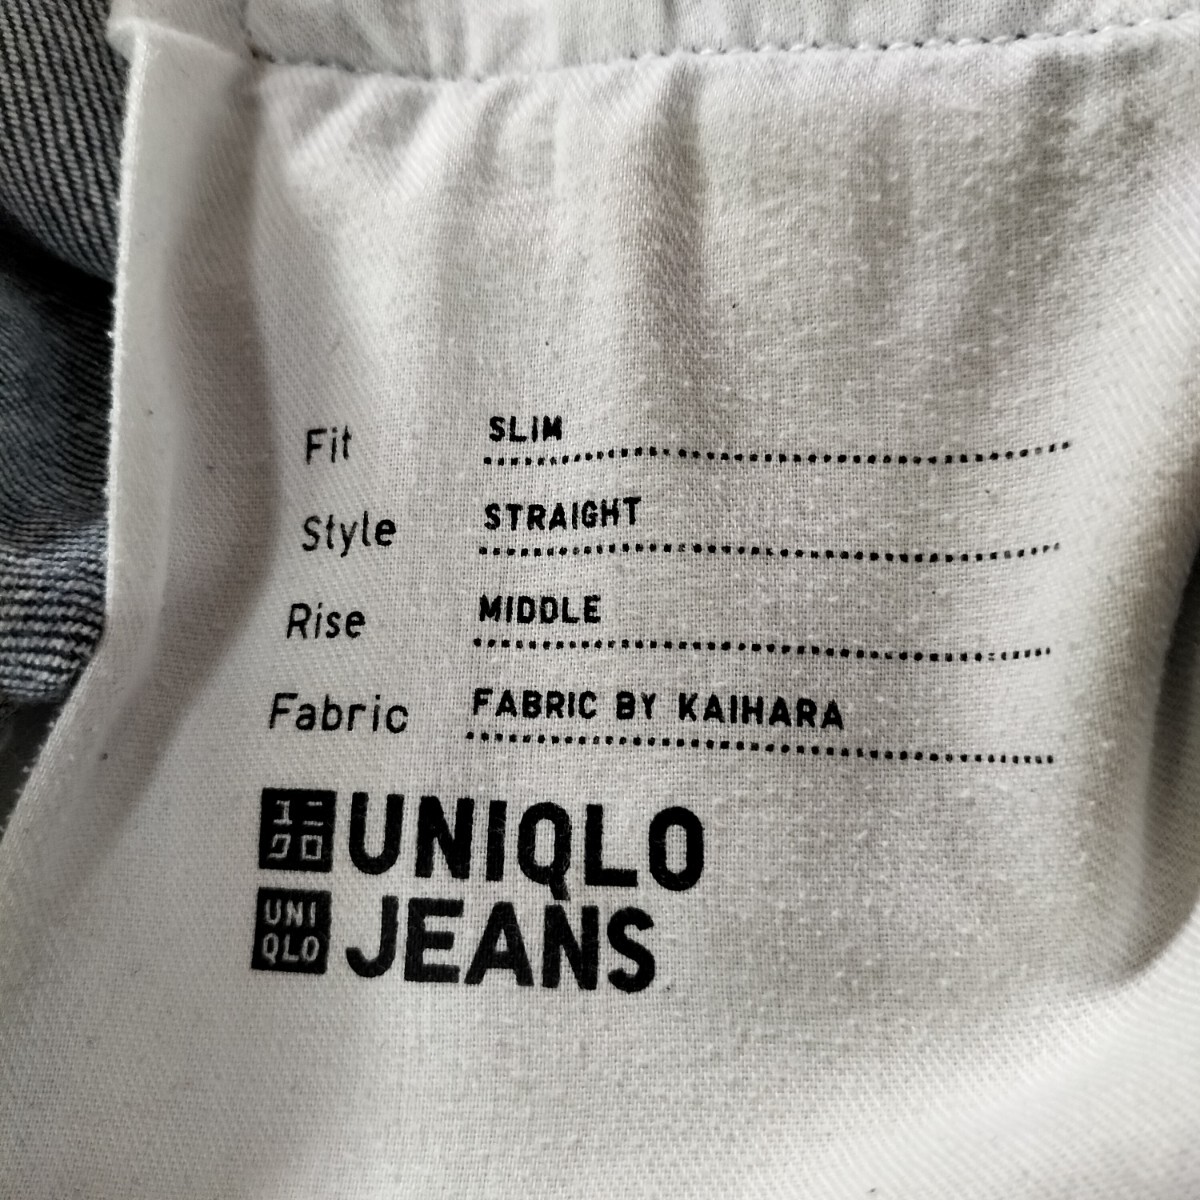 Fit SLIM
Style STRAIGHT
Rise MIDDLE
Fabric FABRIC BY KAIHARA
ユニ
クロ
UNIQLO
UNI
QLO
JEANS